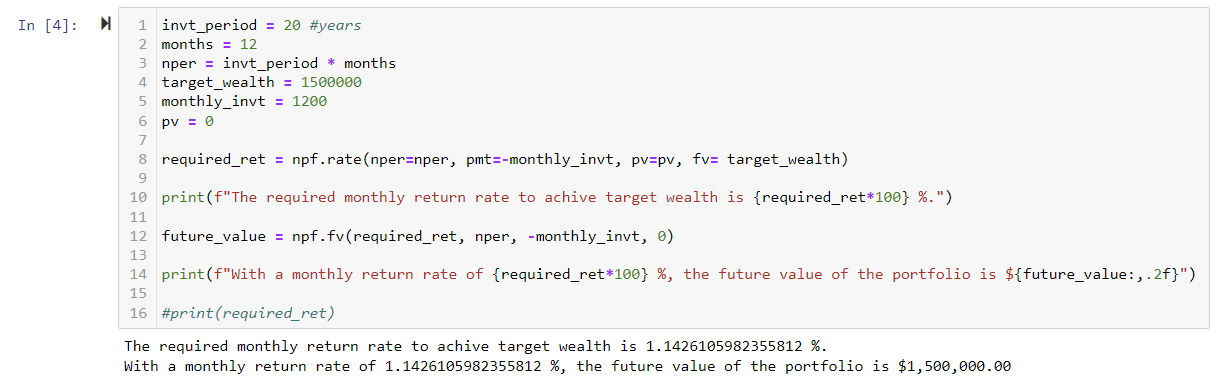 In [4]:
1 invt_period = 20 #years
2 months = 12
3 nper = invt_period * months
4 target_wealth = 1500000
5 monthly_invt = 1200
6 pv = 0
7
8 required_ret = npf.rate(nper=nper, pmt=-monthly_invt, pv=pv, fv= target_wealth)
9
10 print(f"The required monthly return rate to achive target wealth is {required_ret*100} %.")
11
12 future_value = npf.fv(required_ret, nper, -monthly_invt, 0)
13
14 print(f"With a monthly return rate of {required_ret*100} %, the future value of the portfolio is ${future_value:,.2f}")
15
16 #print(required_ret)
The required monthly return rate to achive target wealth is 1.1426105982355812 %.
With a monthly return rate of 1.1426105982355812 %, the future value of the portfolio is $1,500,000.00